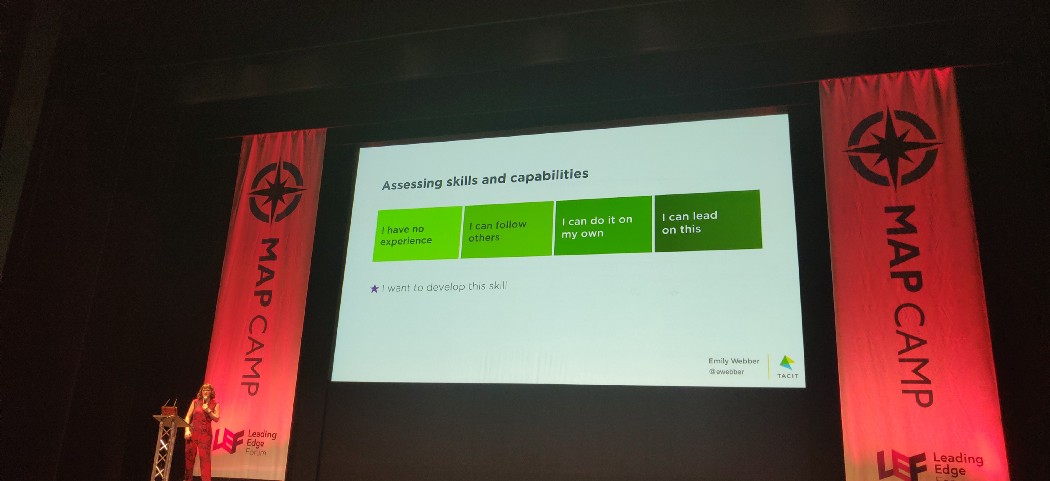 Assessing skills and capabilities
I have no
experience
I can follow
others
I can do it on
my own
I can lead
on this
I want to develop this skill
Emily Webber
@ewebber
TACIT
MAP CAMP
LEF
Leading
Edge
Forum
MAP CAMP
LEF
Leading
Edge